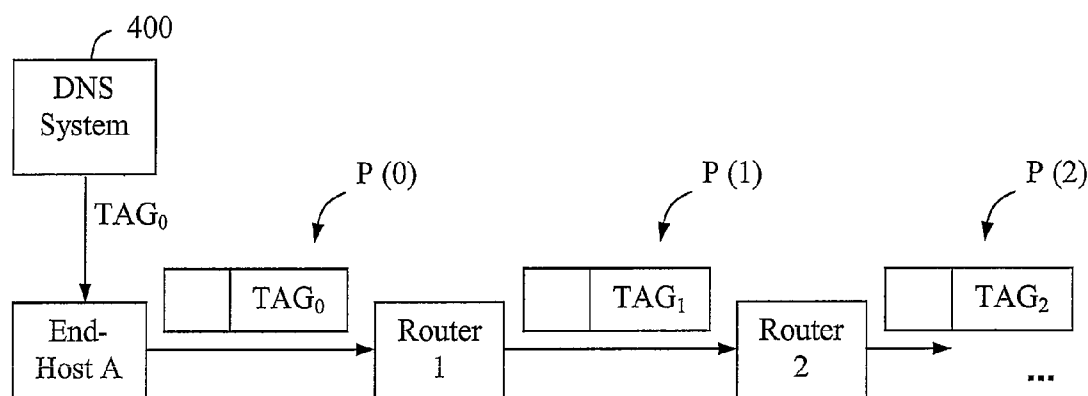 400
DNS
System
P (0)
P (1)
P (2)
TAG₀
TAG₀
TAG₁
TAG₂
End-
Host A
Router
1
Router
2
...